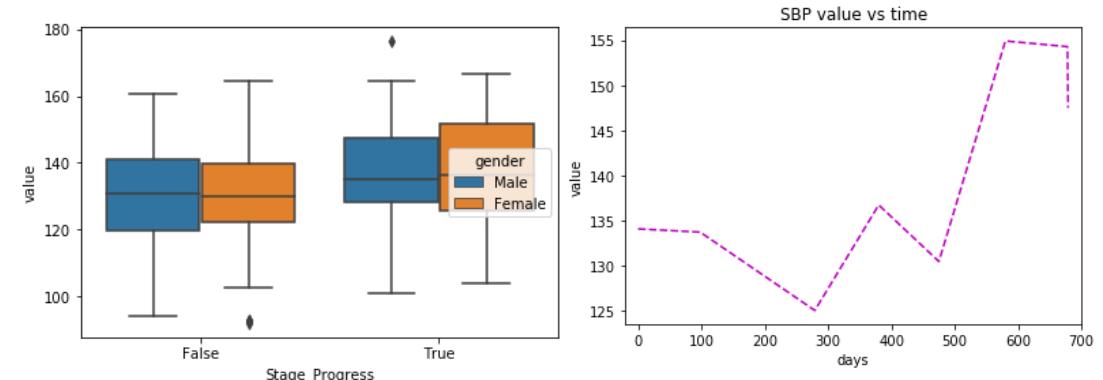 180
160
140
120
100
value
gender
Male
Female
False
True
Stage_Progress
SBP value vs time
155
150
145
140
135
130
125
value
0 100 200 300 400 500 600 700
days